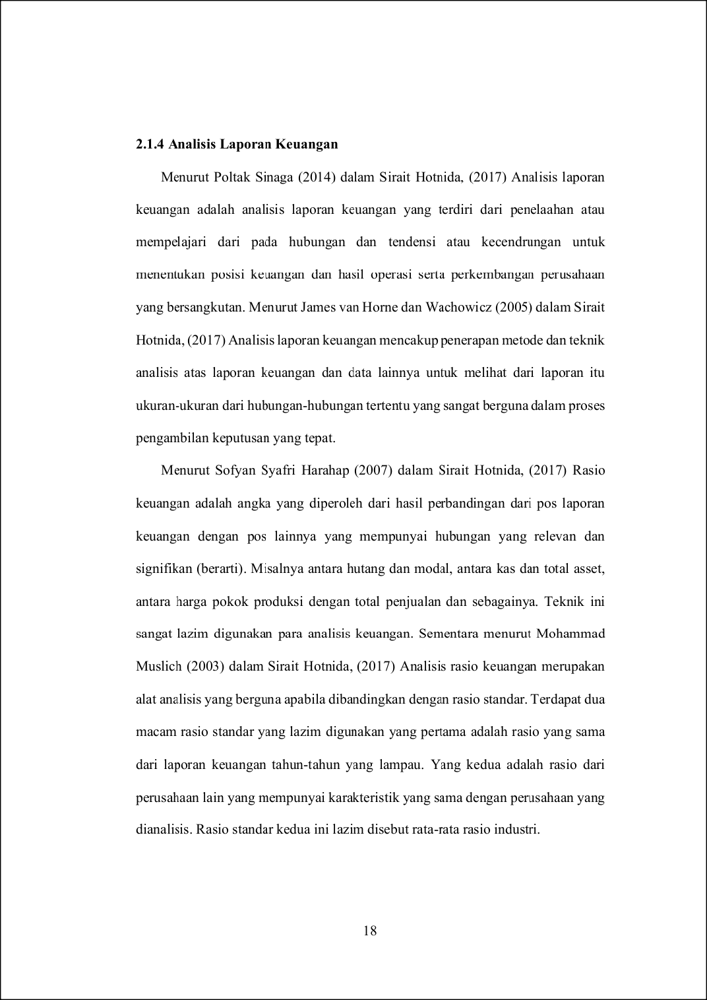 2.1.4 Analisis Laporan Keuangan
Menurut Poltak Sinaga (2014) dalam Sirait Hotnida, (2017) Analisis laporan
keuangan adalah analisis laporan keuangan yang terdiri dari penelaahan atau
mempelajari dari pada hubungan dan tendensi atau kecendrungan untuk
menentukan posisi keuangan dan hasil operasi serta perkembangan perusahaan
yang bersangkutan. Menurut James van Horne dan Wachowicz (2005) dalam Sirait
Hotnida, (2017) Analisis laporan keuangan mencakup penerapan metode dan teknik
analisis atas laporan keuangan dan data lainnya untuk melihat dari laporan itu
ukuran-ukuran dari hubungan-hubungan tertentu yang sangat berguna dalam proses
pengambilan keputusan yang tepat.
Menurut Sofyan Syafri Harahap (2007) dalam Sirait Hotnida, (2017) Rasio
keuangan adalah angka yang diperoleh dari hasil perbandingan dari pos laporan
keuangan dengan pos lainnya yang mempunyai hubungan yang relevan dan
signifikan (berarti). Misalnya antara hutang dan modal, antara kas dan total asset,
antara harga pokok produksi dengan total penjualan dan sebagainya. Teknik ini
sangat lazim digunakan para analisis keuangan. Sementara menurut Mohammad
Muslich (2003) dalam Sirait Hotnida, (2017) Analisis rasio keuangan merupakan
alat analisis yang berguna apabila dibandingkan dengan rasio standar. Terdapat dua
macam rasio standar yang lazim digunakan yang pertama adalah rasio yang sama
dari laporan keuangan tahun-tahun yang lampau. Yang kedua adalah rasio dari
perusahaan lain yang mempunyai karakteristik yang sama dengan perusahaan yang
dianalisis. Rasio standar kedua ini lazim disebut rata-rata rasio industri.
18